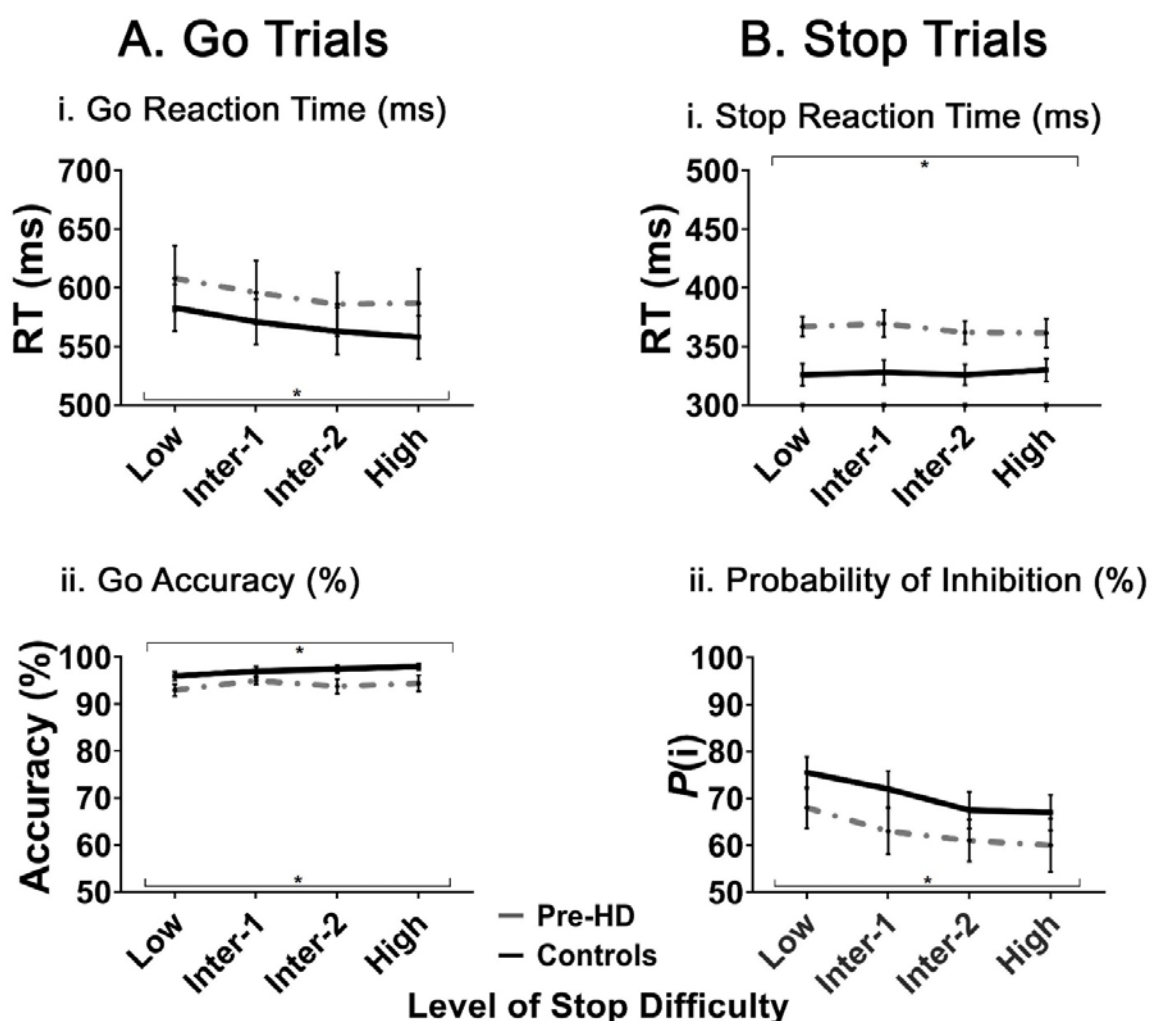 A. Go Trials
i. Go Reaction Time (ms)
RT (ms)
700
650
600
550
500
*
Low
Inter-1
Inter-2
High
B. Stop Trials
i. Stop Reaction Time (ms)
RT (ms)
*
500
450
400
350
300
Low
Inter-1
Inter-2
High
ii. Go Accuracy (%)
Accuracy (%)
*
100
90
80
70
60
50
*
Low
Inter-1
Inter-2
High
ii. Probability of Inhibition (%)
P(i)
100
90
80
70
60
50
*
Low
Inter-1
Inter-2
High
Pre-HD
Controls
Level of Stop Difficulty